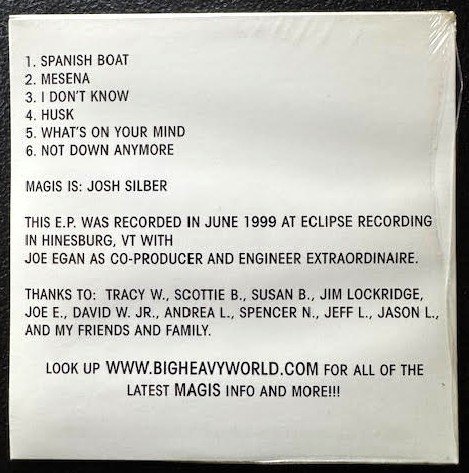 1. SPANISH BOAT
2. MESENA
3. I DON'T KNOW
4. HUSK
5. WHAT'S ON YOUR MIND
6. NOT DOWN ANYMORE
MAGIS IS: JOSH SILBER
THIS E.P. WAS RECORDED IN JUNE 1999 AT ECLIPSE RECORDING
IN HINESBURG, VT WITH
JOE EGAN AS CO-PRODUCER AND ENGINEER EXTRAORDINAIRE.
THANKS TO: TRACY W., SCOTTIE B., SUSAN B., JIM LOCKRIDGE,
JOE E., DAVID W. JR., ANDREA L., SPENCER N., JEFF L., JASON L.,
AND MY FRIENDS AND FAMILY.
LOOK UP WWW.BIGHEAVYWORLD.COM FOR ALL OF THE
LATEST MAGIS INFO AND MORE!!!